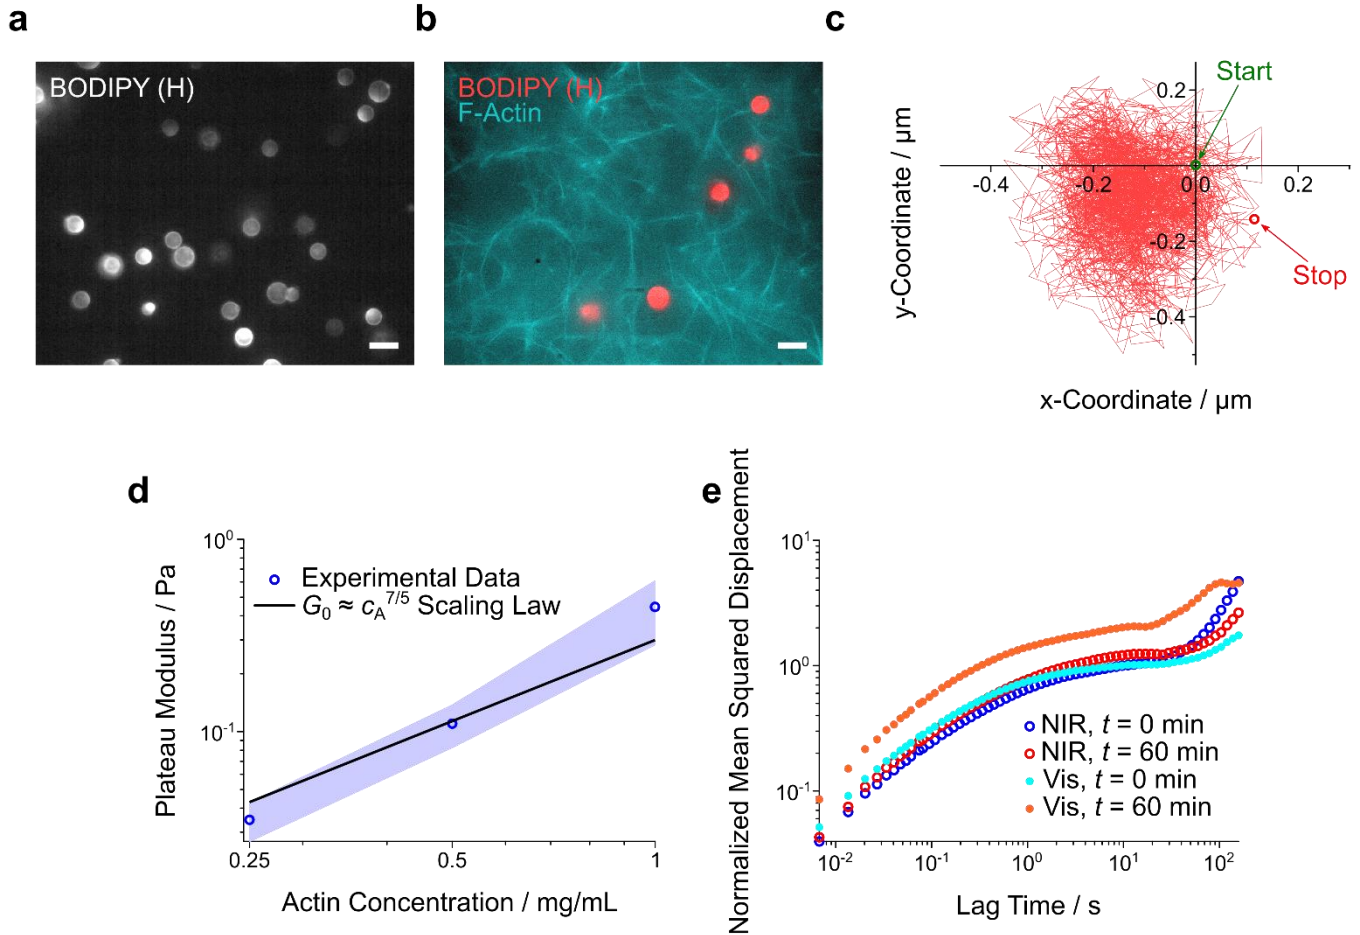 a
BODIPY (H)
b
BODIPY (H)
F-Actin
c
Start
0.2
-0.4
-0.2
0.0
0.2
-0.2
-0.4
Stop
y-Coordinate / µm
x-Coordinate / µm
d
Plateau Modulus / Pa
10⁰
10⁻¹
Experimental Data
G₀ ≈ c_A^7/5 Scaling Law
0.25
0.5
1
Actin Concentration / mg/mL
e
Normalized Mean Squared Displacement
10¹
10⁰
10⁻¹
NIR, t = 0 min
NIR, t = 60 min
Vis, t = 0 min
Vis, t = 60 min
10⁻²
10⁻¹
10⁰
10¹
10²
Lag Time / s